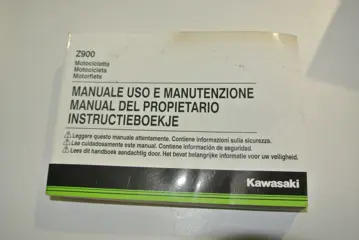 Z900
Motocicletta
Motocicleta
Motorfiets
MANUALE USO E MANUTENZIONE
MANUAL DEL PROPIETARIO
INSTRUCTIEBOEKJE
Leggere questo manuale attentamente. Contiene informazioni sulla sicurezza.
Lea cuidadosamente este manual. Contiene información de seguridad.
Lees dit handboek aandachtig door. Het bevat belangrijke informatie voor uw veiligheid.
Kawasaki